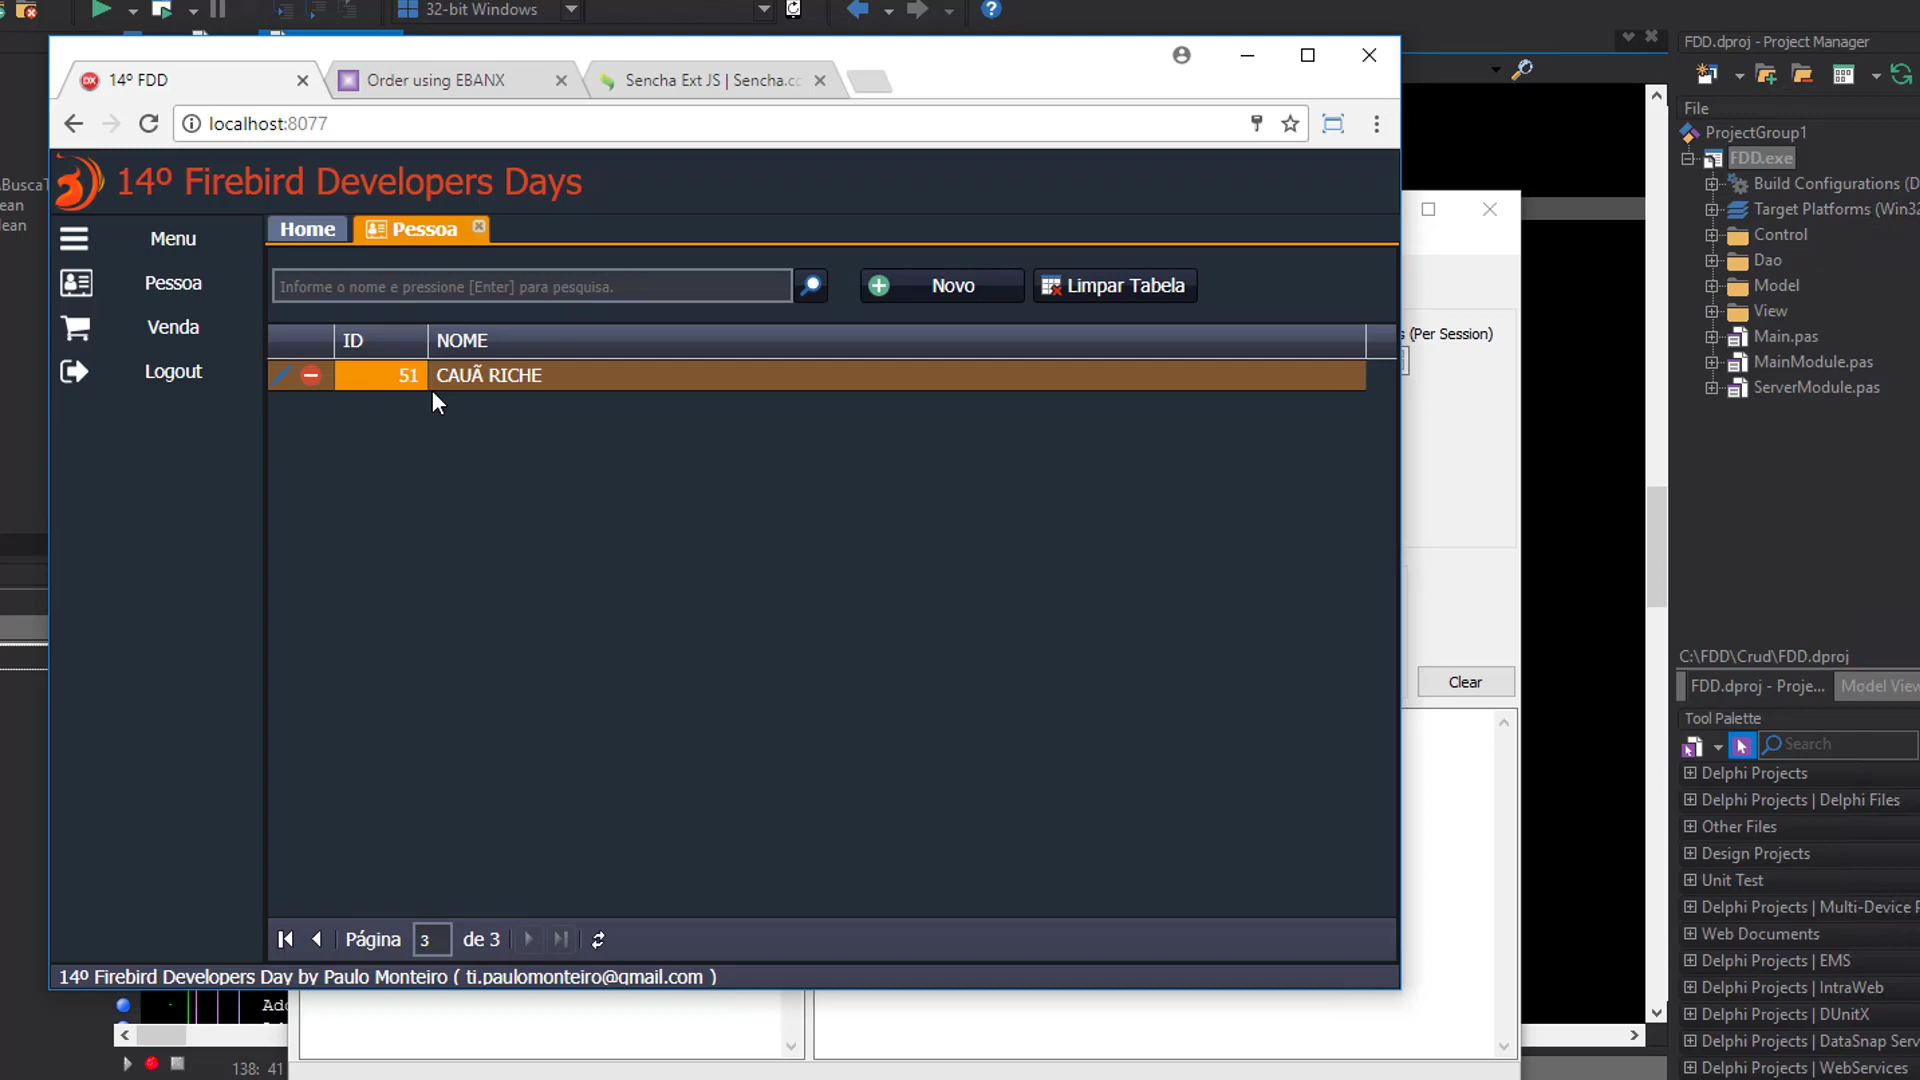 32-bit Windows
FDD.dproj - Project Manager
14º FDD
Order using EBANX
Sencha Ext JS | Sencha.co
localhost:8077
File
ProjectGroup1
FDD.exe
Build Configurations (D
Target Platforms (Win32
Control
Dao
Model
View
Main.pas
MainModule.pas
ServerModule.pas
BuscaT
ean
ean
14º Firebird Developers Days
Menu
Pessoa
Venda
Logout
Home
Pessoa
Informe o nome e pressione [Enter] para pesquisa.
Novo
Limpar Tabela
ID
NOME
51
CAUÃ RICHE
s (Per Session)
Clear
Página
3
de 3
14º Firebird Developers Day by Paulo Monteiro ( ti.paulomonteiro@gmail.com )
Adc
138: 41
C:\FDD\Crud\FDD.dproj
FDD.dproj - Proje...
Model View
Tool Palette
Search
Delphi Projects
Delphi Projects | Delphi Files
Other Files
Design Projects
Unit Test
Delphi Projects | Multi-Device P
Web Documents
Delphi Projects | EMS
Delphi Projects | IntraWeb
Delphi Projects | DUnitX
Delphi Projects | DataSnap Serv
Delphi Projects | WebServices